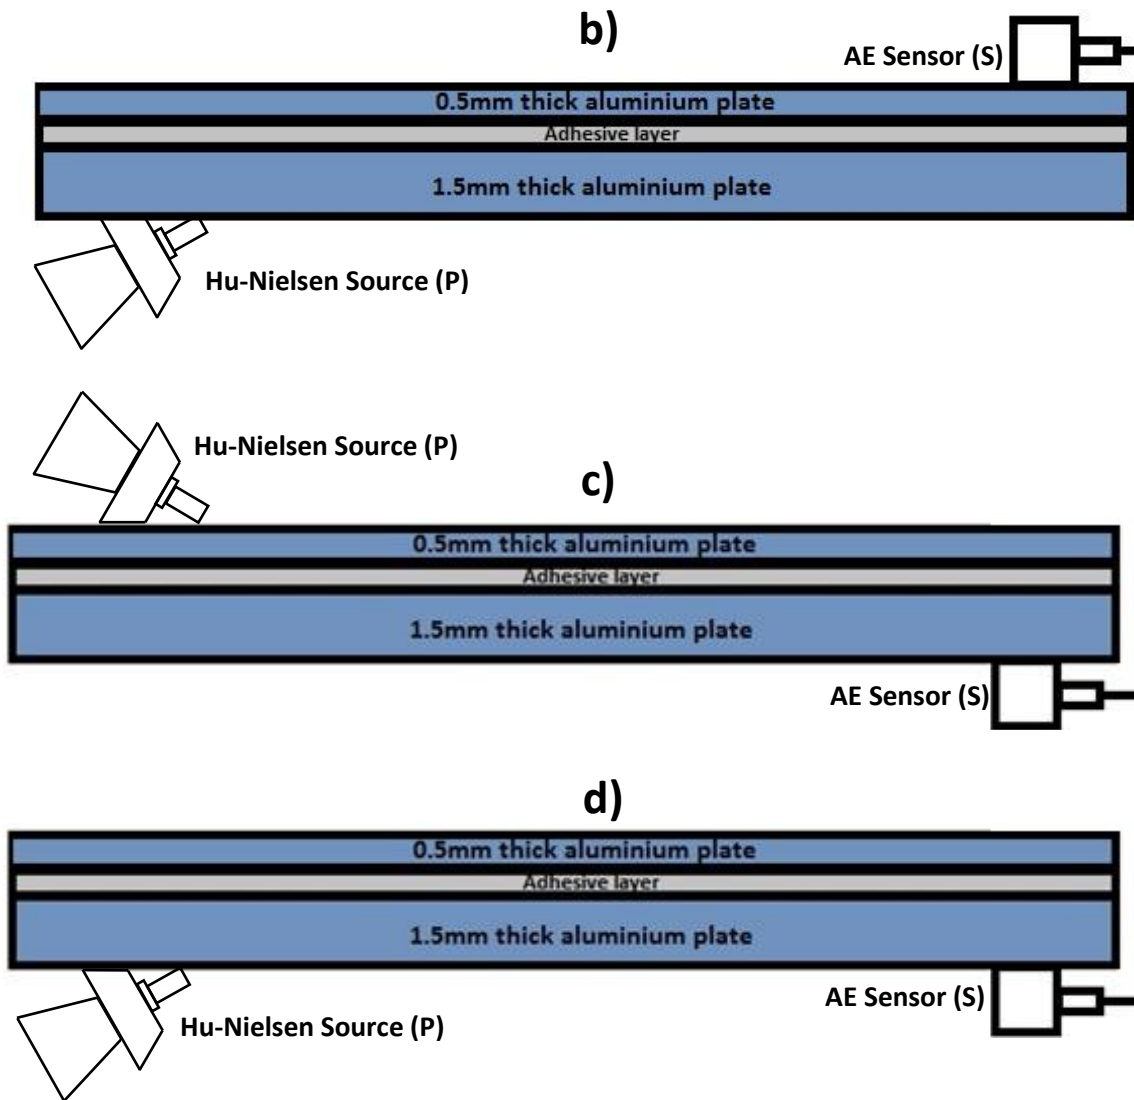 b)
AE Sensor (S)
0.5mm thick aluminium plate
Adhesive layer
1.5mm thick aluminium plate
Hu-Nielsen Source (P)
Hu-Nielsen Source (P)
c)
0.5mm thick aluminium plate
Adhesive layer
1.5mm thick aluminium plate
AE Sensor (S)
d)
0.5mm thick aluminium plate
Adhesive layer
1.5mm thick aluminium plate
AE Sensor (S)
Hu-Nielsen Source (P)